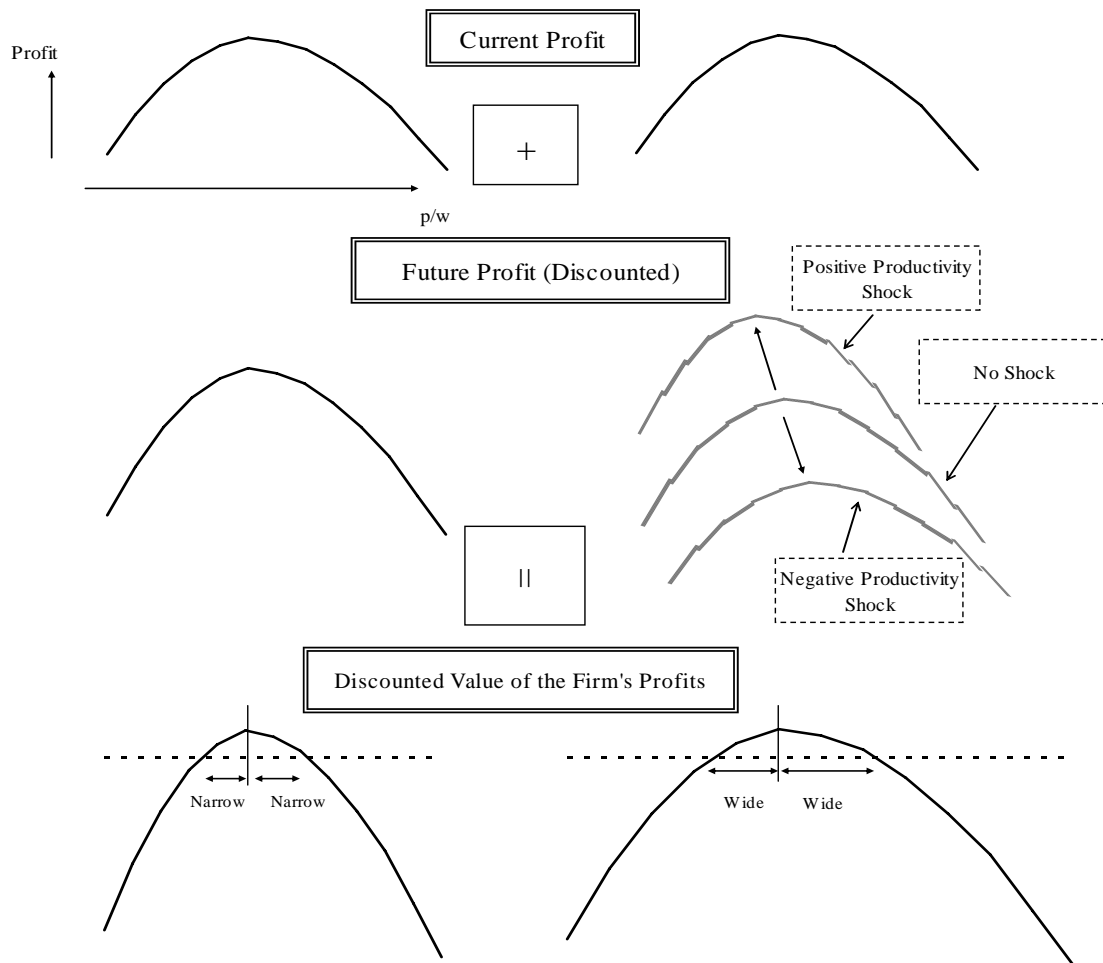 Current Profit
Profit
+
p/w
Future Profit (Discounted)
Positive Productivity
Shock
No Shock
=
Negative Productivity
Shock
Discounted Value of the Firm's Profits
Narrow
Narrow
Wide
Wide